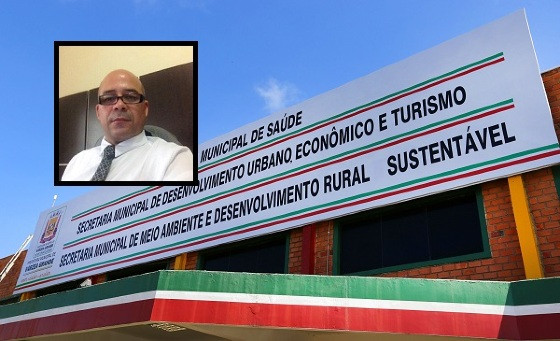 MUNICIPAL DE SAÚDE
SECRETARIA MUNICIPAL DE DESENVOLVIMENTO URBANO, ECONÔMICO E TURISMO
SECRETARIA MUNICIPAL DE MEIO AMBIENTE E DESENVOLVIMENTO RURAL SUSTENTÁVEL